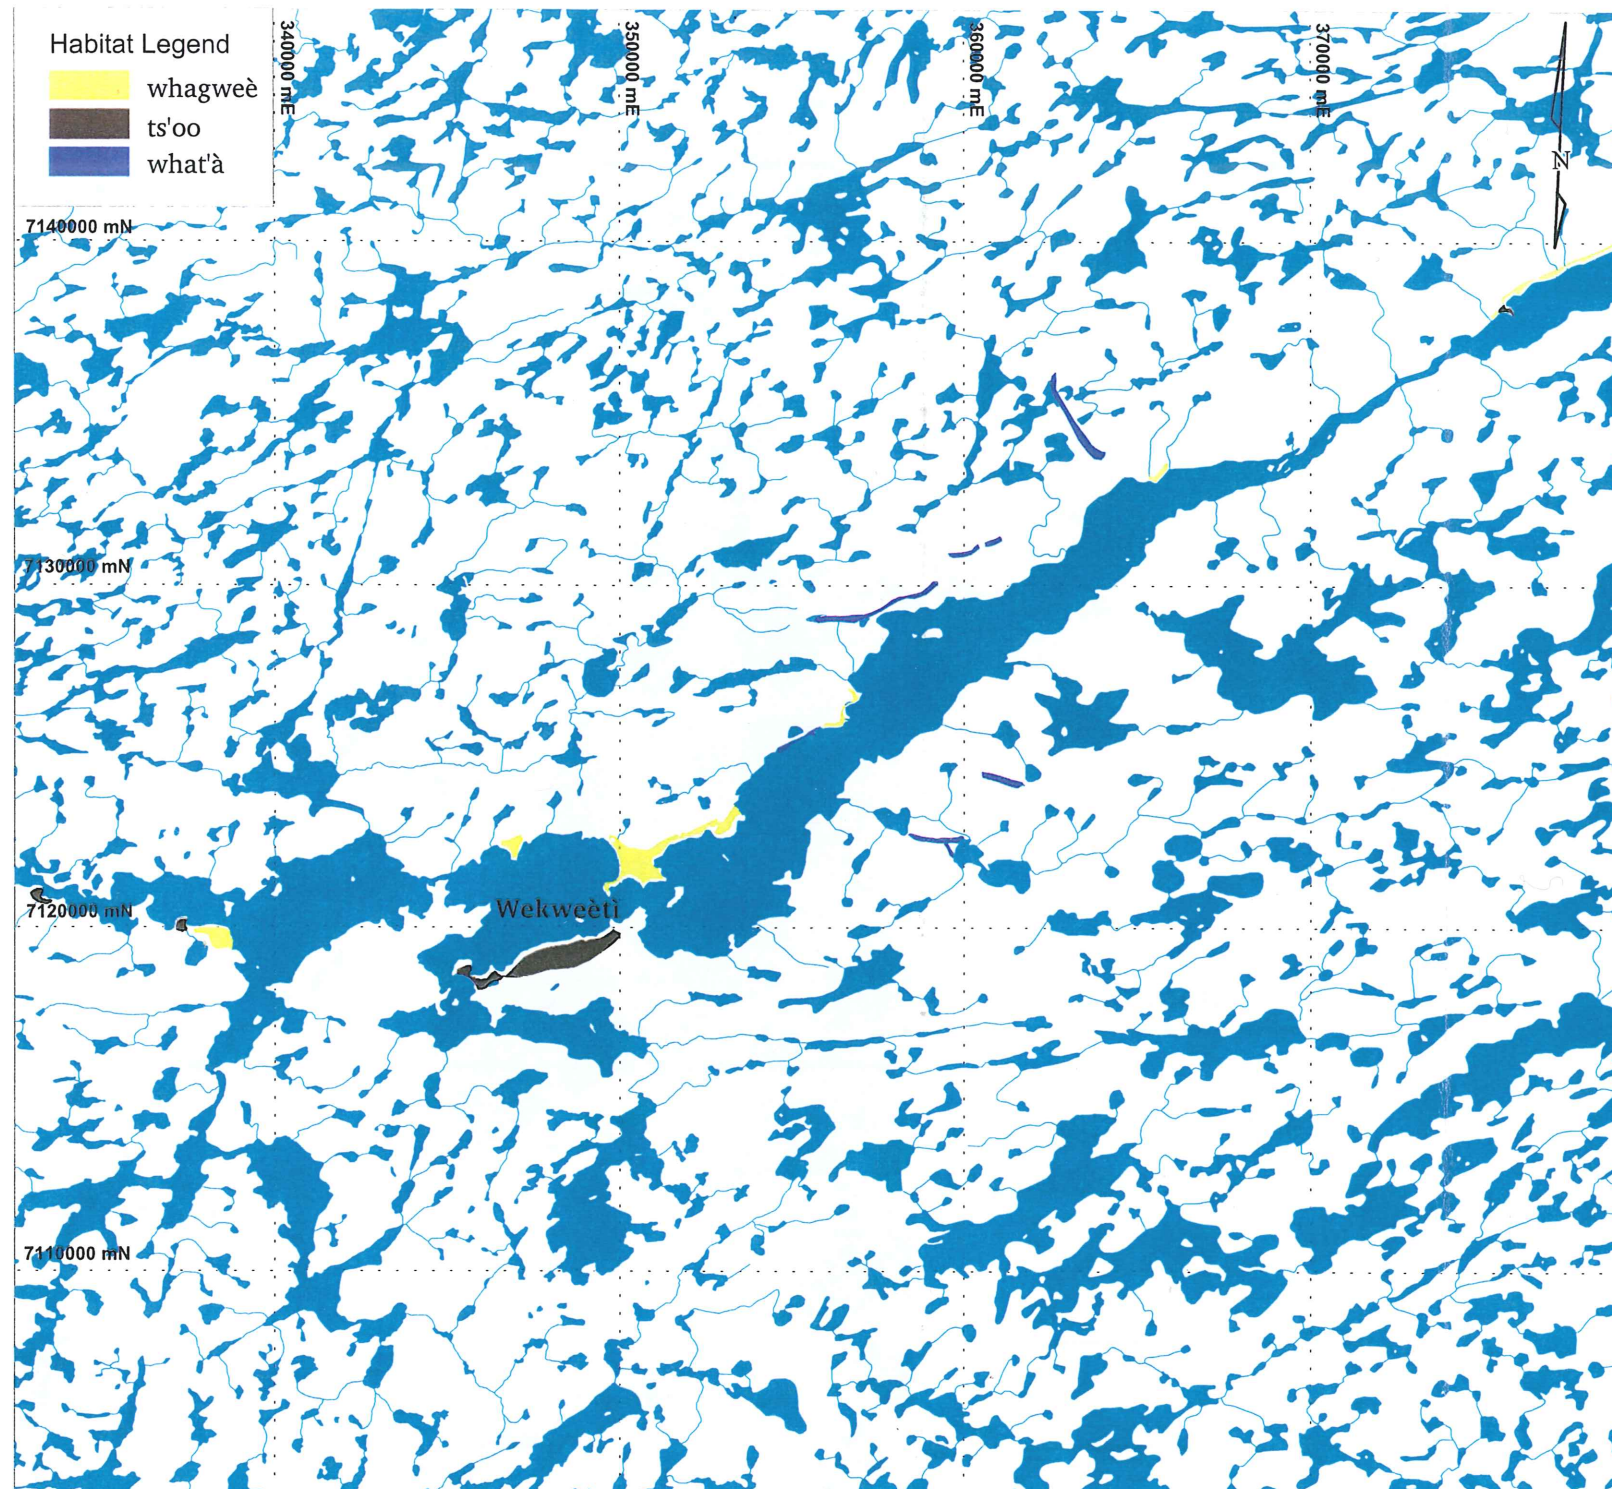 Habitat Legend
whagweè
ts'oo
what'à
340000 mE
350000 mE
360000 mE
370000 mE
N
7140000 mN
7130000 mN
7120000 mN
Wekweètì
7110000 mN